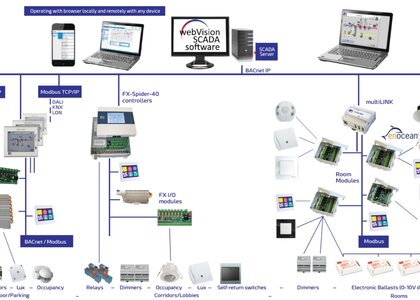 Operating with browser locally and remotely with any device
webVision
SCADA
software
SCADA
Server
BACnet IP
Modbus TCP/IP
DALI
KNX
LON
FX-Spider-40
controllers
multiLINK
enocean
Room
Modules
FX I/O
modules
BACnet / Modbus
Modbus
Lux
Occupancy
Relays
Dimmers
Occupancy
Lux
Self-return switches
Dimmers
Electronic Ballasts (0-10V)
oor/Parking
Corridors/Lobbies
Rooms